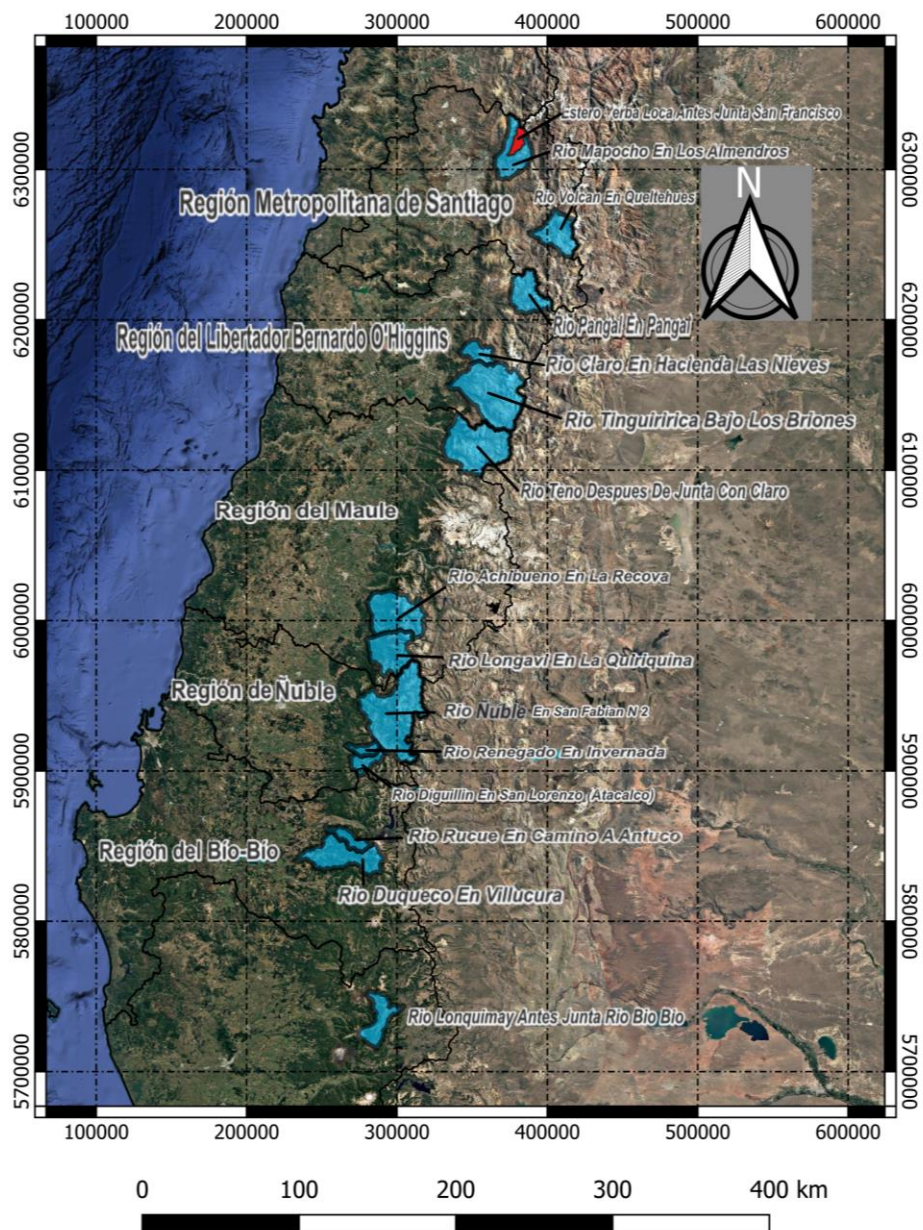 100000 200000 300000 400000 500000 600000
Estero Yerba Loca Antes Junta San Francisco
Rio Mapocho En Los Almendros
6300000 6300000
Rio Volcan En Queltehues
N
Región Metropolitana de Santiago
6200000 6200000
Rio Pangal En Pangal
Región del Libertador Bernardo O'Higgins
Rio Claro En Hacienda Las Nieves
Rio Tinguiririca Bajo Los Briones
6100000 6100000
Rio Teno Despues De Junta Con Claro
Región del Maule
Rio Achibueno En La Recova
6000000 6000000
Rio Longavi En La Quiriquina
Región de Ñuble
Rio Ñuble En San Fabian N 2
Rio Renegado En Invernada
5900000 5900000
Rio Diguillin En San Lorenzo (Atacalco)
Rio Rucue En Camino A Antuco
Región del Bío-Bío
Rio Duqueco En Villucura
5800000 5800000
Rio Lonquimay Antes Junta Rio Bio Bio
5700000 5700000
100000 200000 300000 400000 500000 600000
0 100 200 300 400 km